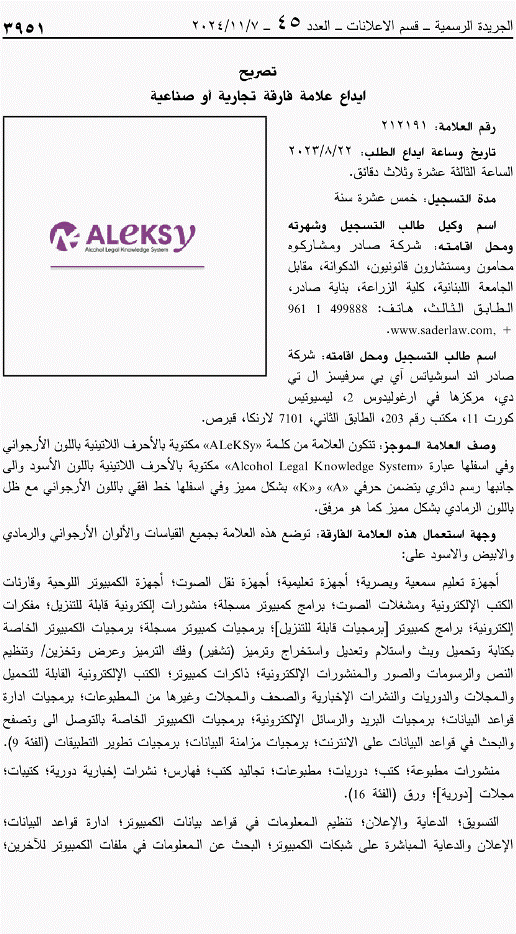 الجريدة الرسمية ــ قسم الاعلانات ــ العدد ٤٥ ــ ٢٠٢٤/١١/٧ ٣٩٥١
تصريح
ايداع علامة فارقة تجارية أو صناعية
رقم العلامة: ٢١٢١٩١
تاريخ وساعة ايداع الطلب: ٢٠٢٣/٨/٢٢
الساعة الثالثة عشرة وثلاث دقائق.
مدة التسجيل: خمس عشرة سنة
اسم وكيل طالب التسجيل وشهرته
ومحل اقامته: شركة صادر ومشاركوه
محامون ومستشارون قانونيون، الدكوانة، مقابل
الجامعة اللبنانية، كلية الزراعة، بناية صادر،
الطابق الثالث، هاتف: 499888 1 961
+ ,www.saderlaw.com.
اسم طالب التسجيل ومحل اقامته: شركة
صادر اند اسوشياتس آي بي سرفيسز ال تي
دي، مركزها في ارغوليدوس 2، ليسيوتيس
كورت 11، مكتب رقم 203، الطابق الثاني، 7101 لارنكا، قبرص.
ALeKSy
Alcohol Legal Knowledge System
وصف العلامة الموجز: تتكون العلامة من كلمة «ALeKSy» مكتوبة بالأحرف اللاتينية باللون الأرجواني
وفي اسفلها عبارة «Alcohol Legal Knowledge System» مكتوبة بالأحرف اللاتينية باللون الأسود والى
جانبها رسم دائري يتضمن حرفي «A» و«K» بشكل مميز وفي اسفلها خط افقي باللون الأرجواني مع ظل
باللون الرمادي بشكل مميز كما هو مرفق.
وجهة استعمال هذه العلامة الفارقة: توضع هذه العلامة بجميع القياسات والألوان الأرجواني والرمادي
والابيض والاسود على:
أجهزة تعليم سمعية وبصرية؛ أجهزة تعليمية؛ أجهزة نقل الصوت؛ أجهزة الكمبيوتر اللوحية وقارئات
الكتب الإلكترونية ومشغلات الصوت؛ برامج كمبيوتر مسجلة؛ منشورات إلكترونية قابلة للتنزيل؛ مفكرات
إلكترونية؛ برامج كمبيوتر [برمجيات قابلة للتنزيل]؛ برمجيات كمبيوتر مسجلة؛ برمجيات الكمبيوتر الخاصة
بكتابة وتحميل وبث واستلام وتعديل واستخراج وترميز (تشفير) وفك الترميز وعرض وتخزين/ وتنظيم
النص والرسومات والصور والمنشورات الإلكترونية؛ ذاكرات كمبيوتر؛ الكتب الإلكترونية القابلة للتحميل
والمجلات والدوريات والنشرات الإخبارية والصحف والمجلات وغيرها من المطبوعات؛ برمجيات ادارة
قواعد البيانات؛ برمجيات البريد والرسائل الإلكترونية؛ برمجيات الكمبيوتر الخاصة بالتوصل الى وتصفح
والبحث في قواعد البيانات على الانترنت؛ برمجيات مزامنة البيانات؛ برمجيات تطوير التطبيقات (الفئة 9).
منشورات مطبوعة؛ كتب؛ دوريات؛ مطبوعات؛ تجاليد كتب؛ فهارس؛ نشرات إخبارية دورية؛ كتيبات؛
مجلات [دورية]؛ ورق (الفئة 16).
التسويق؛ الدعاية والإعلان؛ تنظيم المعلومات في قواعد بيانات الكمبيوتر؛ ادارة قواعد البيانات؛
الإعلان والدعاية المباشرة على شبكات الكمبيوتر؛ البحث عن المعلومات في ملفات الكمبيوتر للآخرين؛